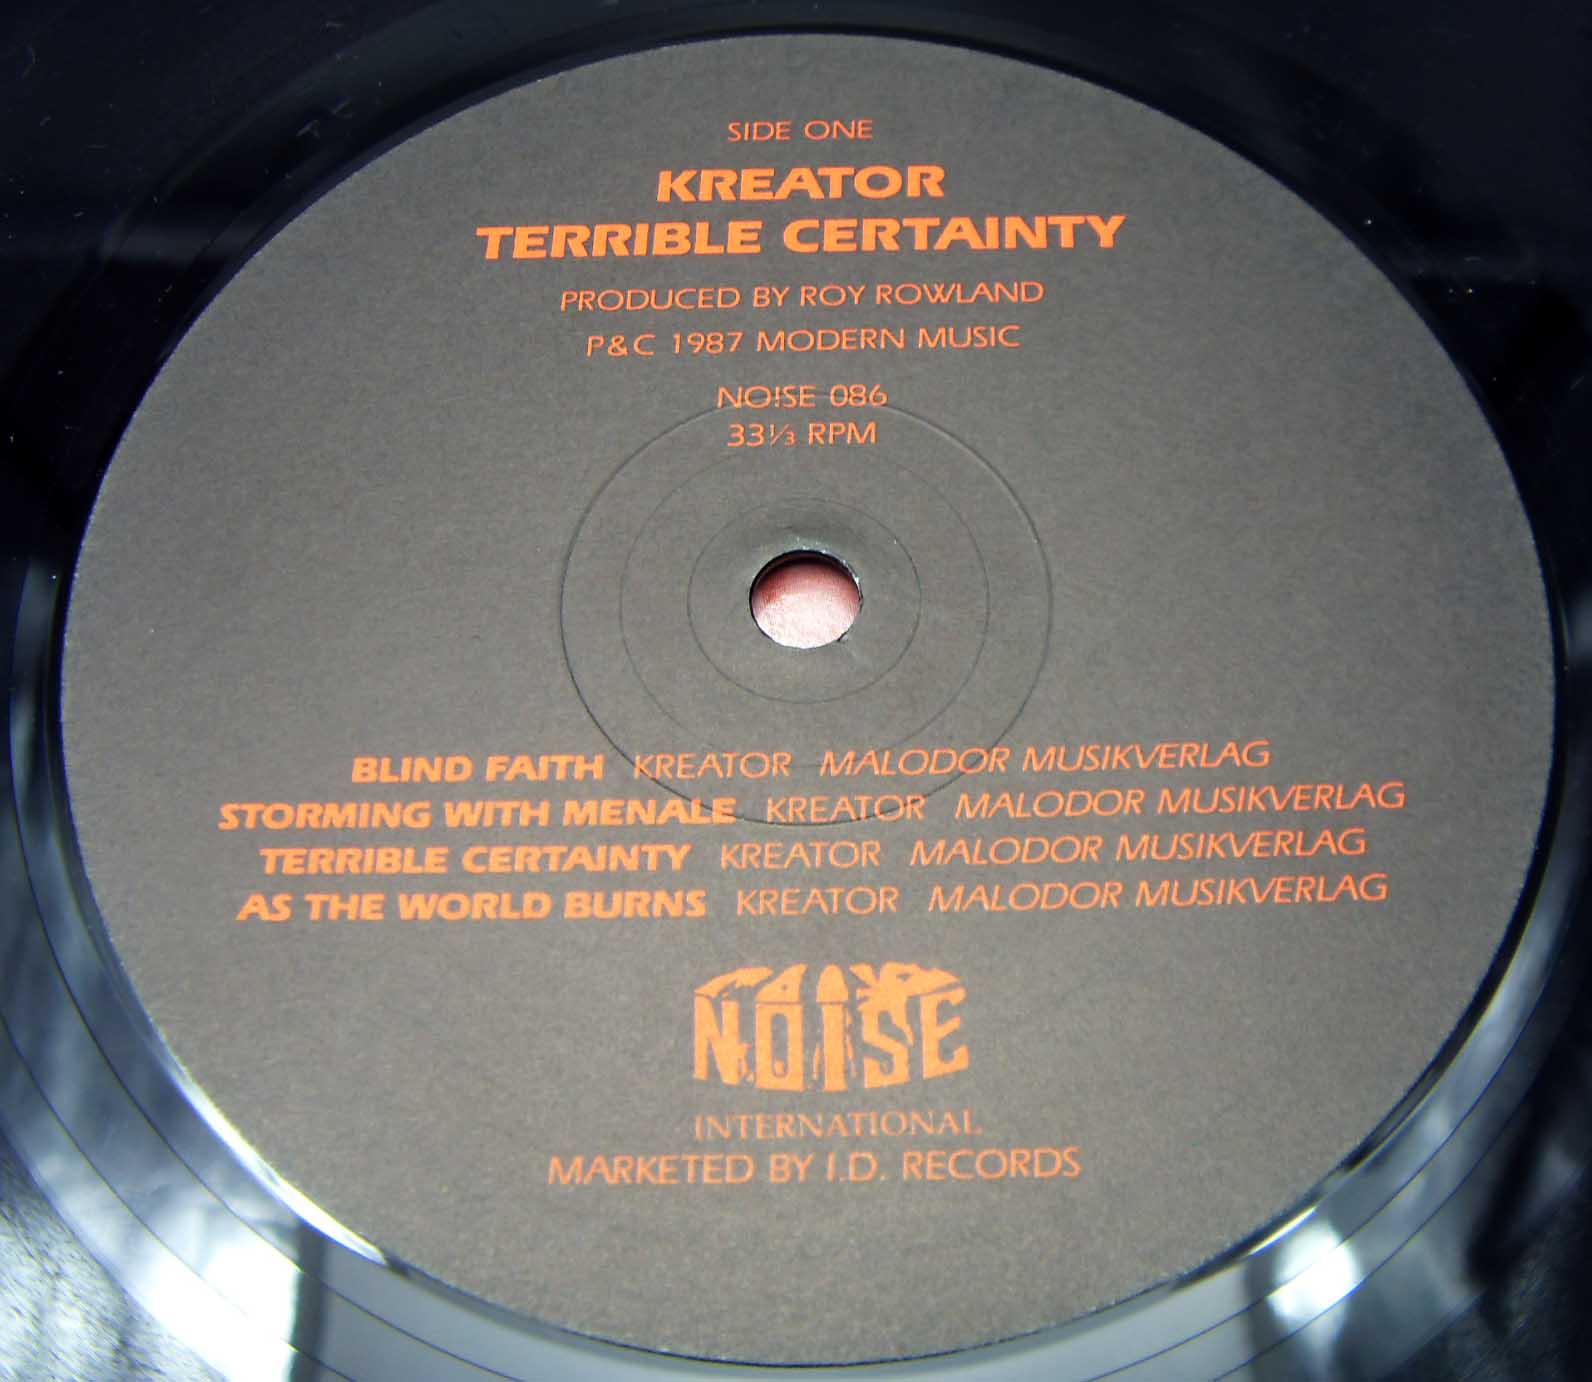 SIDE ONE
KREATOR
TERRIBLE CERTAINTY
PRODUCED BY ROY ROWLAND
P&C 1987 MODERN MUSIC
NO!SE 086
33⅓ RPM
BLIND FAITH KREATOR MALODOR MUSIKVERLAG
STORMING WITH MENALE KREATOR MALODOR MUSIKVERLAG
TERRIBLE CERTAINTY KREATOR MALODOR MUSIKVERLAG
AS THE WORLD BURNS KREATOR MALODOR MUSIKVERLAG
NOISE
INTERNATIONAL
MARKETED BY I.D. RECORDS